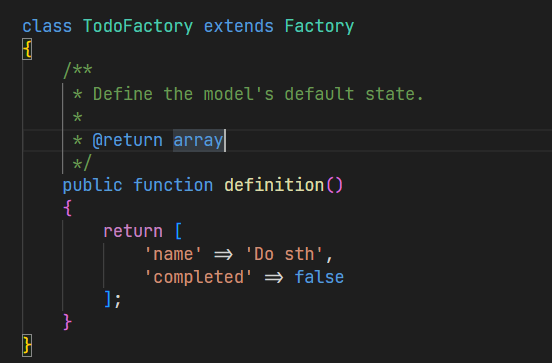 class TodoFactory extends Factory
{
    /**
     * Define the model's default state.
     *
     * @return array
     */
    public function definition()
    {
        return [
            'name' => 'Do sth',
            'completed' => false
        ];
    }
}